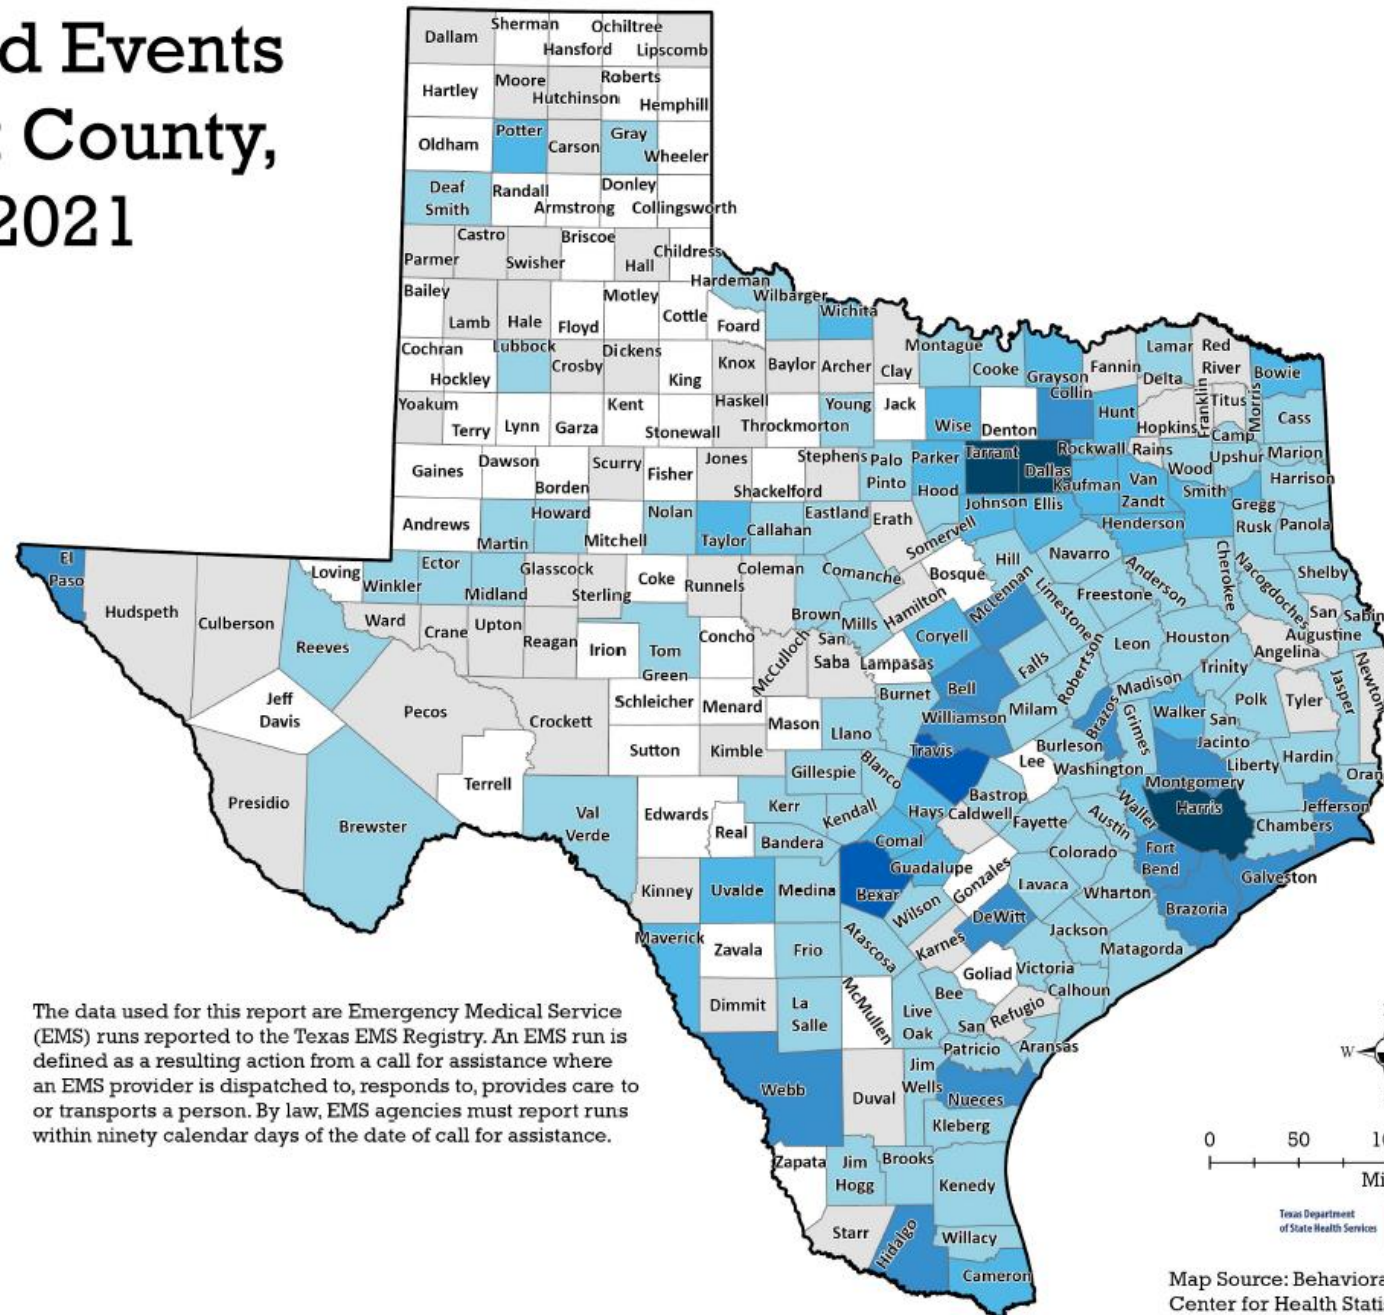 d Events
County,
2021
Dallam
Sherman
Hansford
Ochiltree
Lipscomb
Hartley
Moore
Hutchinson
Roberts
Hemphill
Oldham
Potter
Carson
Gray
Wheeler
Deaf
Smith
Randall
Armstrong
Donley
Collingsworth
Parmer
Castro
Swisher
Briscoe
Hall
Childress
Hardeman
Wilbarger
Wichita
Bailey
Lamb
Hale
Floyd
Motley
Cottle
Foard
Cochran
Hockley
Lubbock
Crosby
Dickens
King
Knox
Baylor
Archer
Clay
Montague
Cooke
Grayson
Fannin
Lamar
Delta
Red
River
Bowie
Yoakum
Terry
Lynn
Garza
Kent
Stonewall
Haskell
Throckmorton
Young
Jack
Wise
Denton
Collin
Hunt
Hopkins
Franklin
Titus
Morris
Camp
Cass
Gaines
Dawson
Borden
Scurry
Fisher
Jones
Shackelford
Stephens
Palo
Pinto
Parker
Hood
Tarrant
Dallas
Rockwall
Kaufman
Rains
Van
Zandt
Wood
Upshur
Marion
Harrison
Smith
Gregg
Rusk
Panola
Andrews
Martin
Howard
Mitchell
Nolan
Taylor
Callahan
Eastland
Erath
Somervell
Johnson
Ellis
Henderson
El
Paso
Hudspeth
Culberson
Loving
Winkler
Ector
Midland
Glasscock
Sterling
Coke
Runnels
Coleman
Brown
Comanche
Mills
Hamilton
Bosque
Hill
Navarro
Anderson
Cherokee
Nacogdoches
Shelby
Reeves
Ward
Crane
Upton
Reagan
Irion
Tom
Green
Concho
McCulloch
San
Saba
Lampasas
Coryell
McLennan
Limestone
Freestone
Falls
Robertson
Leon
Houston
Trinity
Angelina
San
Augustine
Sabin
Jeff
Davis
Pecos
Crockett
Schleicher
Menard
Mason
Llano
Burnet
Bell
Williamson
Milam
Brazos
Madison
Grimes
Walker
San
Jacinto
Polk
Tyler
Jasper
Newton
Presidio
Brewster
Terrell
Val
Verde
Sutton
Kimble
Gillespie
Blanco
Travis
Burleson
Lee
Washington
Montgomery
Liberty
Hardin
Oran
Edwards
Real
Kerr
Kendall
Bandera
Hays
Caldwell
Bastrop
Fayette
Austin
Waller
Harris
Chambers
Jefferson
Kinney
Uvalde
Medina
Bexar
Comal
Guadalupe
Wilson
Gonzales
Lavaca
Colorado
Wharton
Fort
Bend
Brazoria
Galveston
Maverick
Zavala
Frio
Atascosa
Karnes
DeWitt
Jackson
Matagorda
Goliad
Victoria
Calhoun
Dimmit
La
Salle
McMullen
Live
Oak
Bee
Refugio
San
Patricio
Aransas
Webb
Duval
Jim
Wells
Nueces
Kleberg
Zapata
Jim
Hogg
Brooks
Kenedy
Starr
Hidalgo
Willacy
Cameron
The data used for this report are Emergency Medical Service
(EMS) runs reported to the Texas EMS Registry. An EMS run is
defined as a resulting action from a call for assistance where
an EMS provider is dispatched to, responds to, provides care to
or transports a person. By law, EMS agencies must report runs
within ninety calendar days of the date of call for assistance.
W
0 50 10
Mi
Texas Department
of State Health Services
Map Source: Behaviora
Center for Health Stati